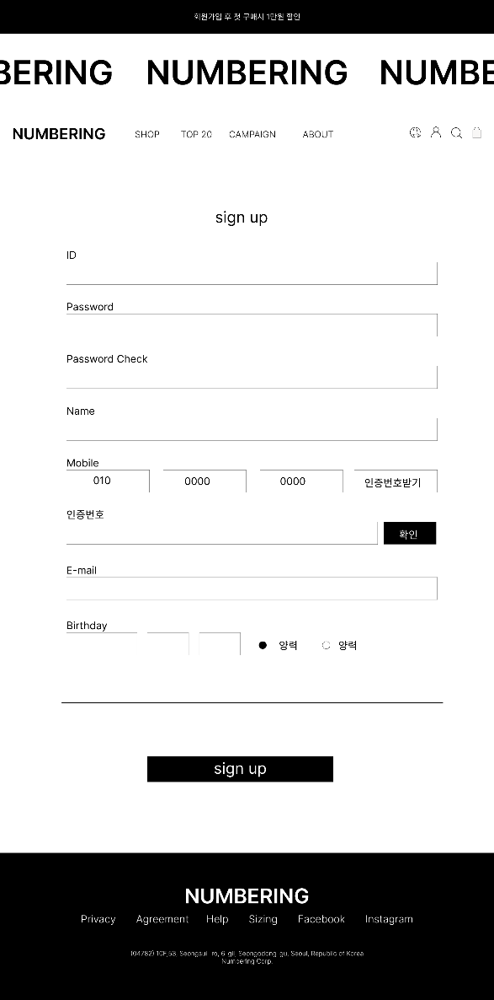 회원가입 후 첫 구매시 1만원 할인
BERING NUMBERING NUMBE
NUMBERING SHOP TOP 20 CAMPAIGN ABOUT
sign up
ID
Password
Password Check
Name
Mobile
010 0000 0000 인증번호받기
인증번호
확인
E-mail
Birthday
양력 양력
sign up
NUMBERING
Privacy Agreement Help Sizing Facebook Instagram
(04782) 10F,53, Seongsui ro, 6 gil, Seongdong gu, Seoul, Republic of Korea
Numbering Corp.